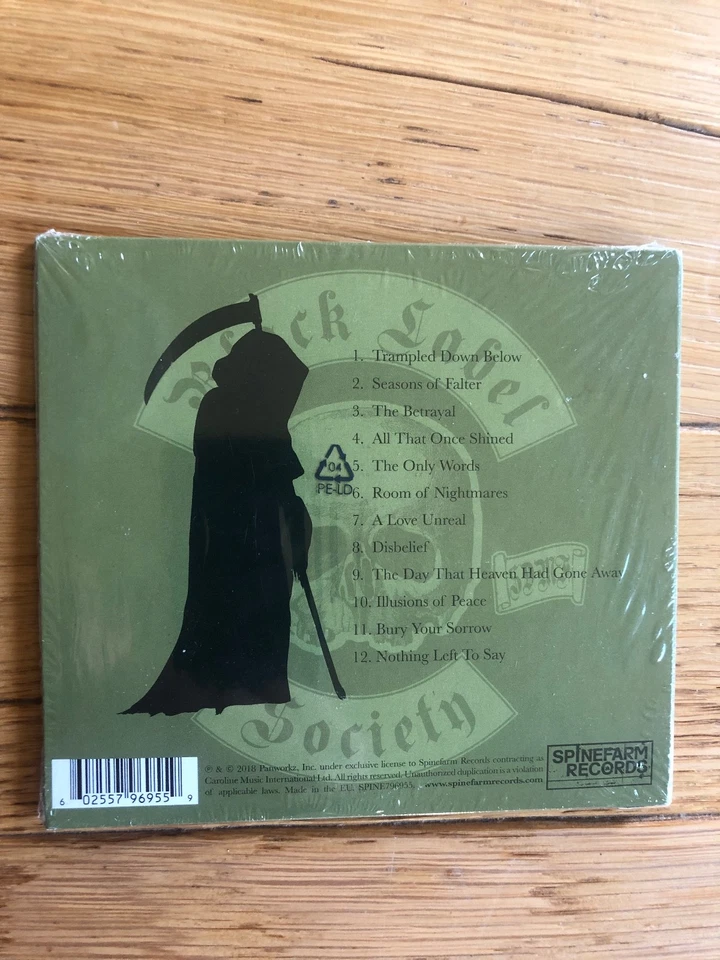 Black Label
1. Trampled Down Below
2. Seasons of Falter
3. The Betrayal
4. All That Once Shined
04
5. The Only Words
PE-LD
6. Room of Nightmares
7. A Love Unreal
8. Disbelief
9. The Day That Heaven Had Gone Away
10. Illusions of Peace
11. Bury Your Sorrow
12. Nothing Left To Say
Society
℗ & © 2018 Panworkz, Inc. under exclusive license to Spinefarm Records contracting as
Caroline Music International Ltd. All rights reserved. Unauthorized duplication is a violation
of applicable laws. Made in the EU. SPINE796955. www.spinefarmrecords.com
SPINEFARM
RECORDS
6 02557 96955 9